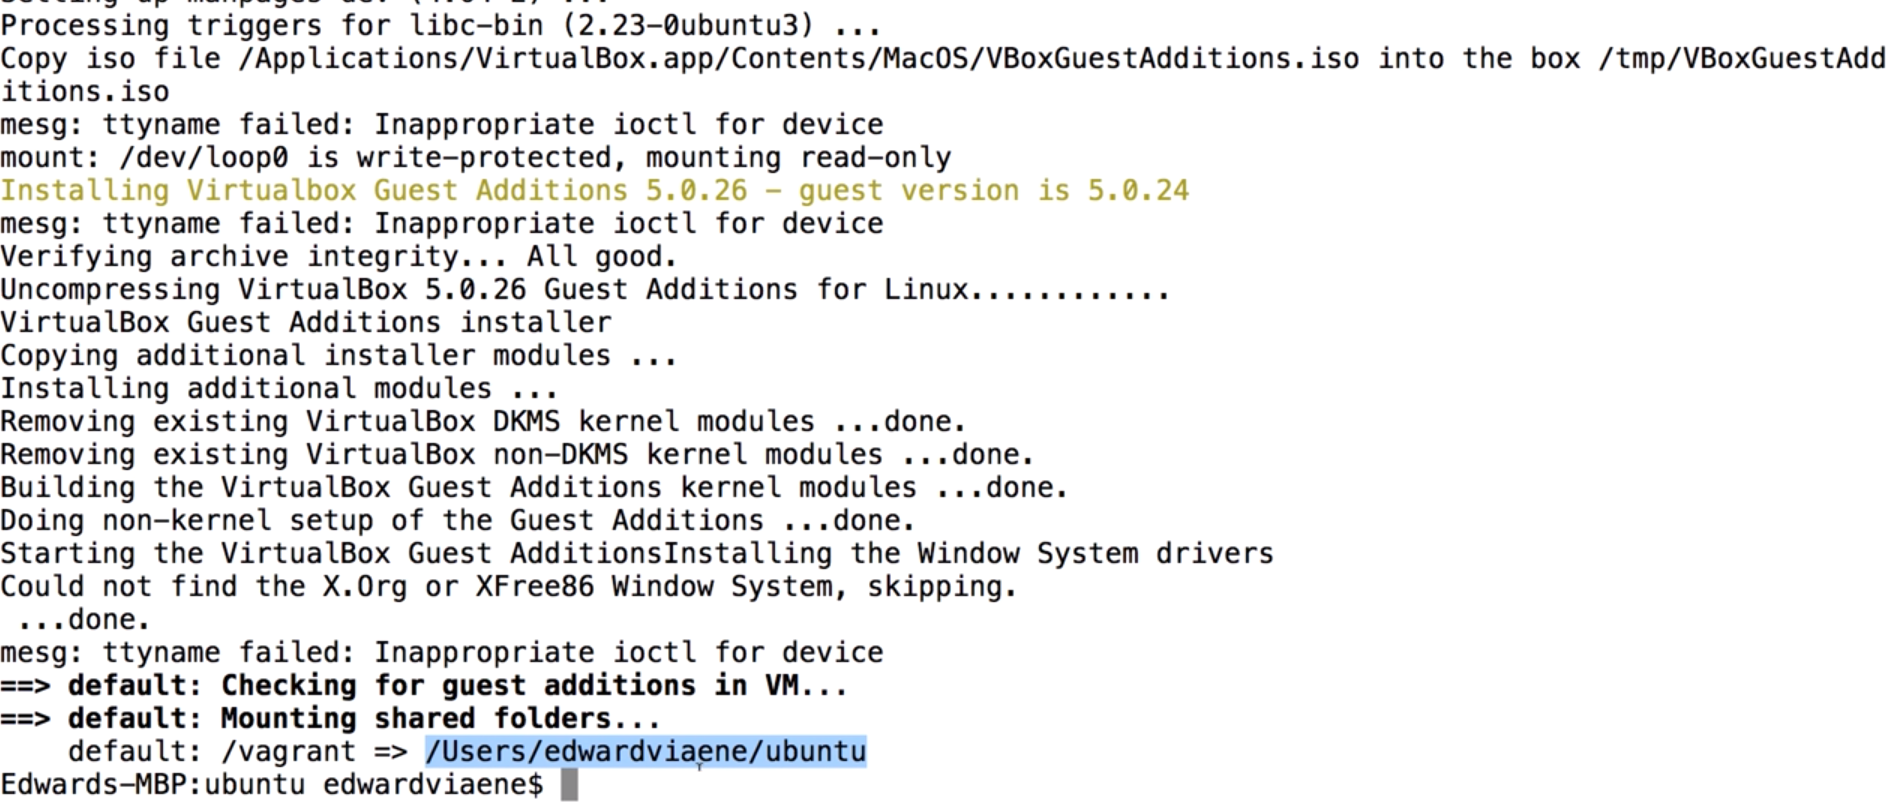 Processing triggers for libc-bin (2.23-0ubuntu3) ...
Copy iso file /Applications/VirtualBox.app/Contents/MacOS/VBoxGuestAdditions.iso into the box /tmp/VBoxGuestAdd
itions.iso
mesg: ttyname failed: Inappropriate ioctl for device
mount: /dev/loop0 is write-protected, mounting read-only
Installing Virtualbox Guest Additions 5.0.26 - guest version is 5.0.24
mesg: ttyname failed: Inappropriate ioctl for device
Verifying archive integrity... All good.
Uncompressing VirtualBox 5.0.26 Guest Additions for Linux............
VirtualBox Guest Additions installer
Copying additional installer modules ...
Installing additional modules ...
Removing existing VirtualBox DKMS kernel modules ...done.
Removing existing VirtualBox non-DKMS kernel modules ...done.
Building the VirtualBox Guest Additions kernel modules ...done.
Doing non-kernel setup of the Guest Additions ...done.
Starting the VirtualBox Guest AdditionsInstalling the Window System drivers
Could not find the X.Org or XFree86 Window System, skipping.
 ...done.
mesg: ttyname failed: Inappropriate ioctl for device
==> default: Checking for guest additions in VM...
==> default: Mounting shared folders...
    default: /vagrant => /Users/edwardviaene/ubuntu
Edwards-MBP:ubuntu edwardviaene$